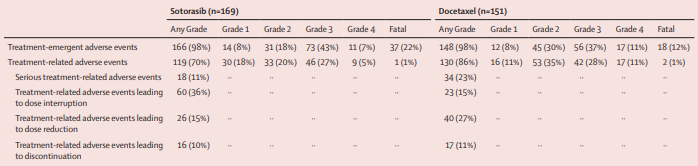 Sotorasib (n=169) Docetaxel (n=151)
Any Grade Grade 1 Grade 2 Grade 3 Grade 4 Fatal Any Grade Grade 1 Grade 2 Grade 3 Grade 4 Fatal
Treatment-emergent adverse events 166 (98%) 14 (8%) 31 (18%) 73 (43%) 11 (7%) 37 (22%) 148 (98%) 12 (8%) 45 (30%) 56 (37%) 17 (11%) 18 (12%)
Treatment-related adverse events 119 (70%) 30 (18%) 33 (20%) 46 (27%) 9 (5%) 1 (1%) 130 (86%) 16 (11%) 53 (35%) 42 (28%) 17 (11%) 2 (1%)
Serious treatment-related adverse events 18 (11%) ·· ·· ·· ·· ·· 34 (23%) ·· ·· ·· ·· ··
Treatment-related adverse events leading 60 (36%) ·· ·· ·· ·· ·· 23 (15%) ·· ·· ·· ·· ··
to dose interruption
Treatment-related adverse events leading 26 (15%) ·· ·· ·· ·· ·· 40 (27%) ·· ·· ·· ·· ··
to dose reduction
Treatment-related adverse events leading 16 (10%) ·· ·· ·· ·· ·· 17 (11%) ·· ·· ·· ·· ··
to discontinuation